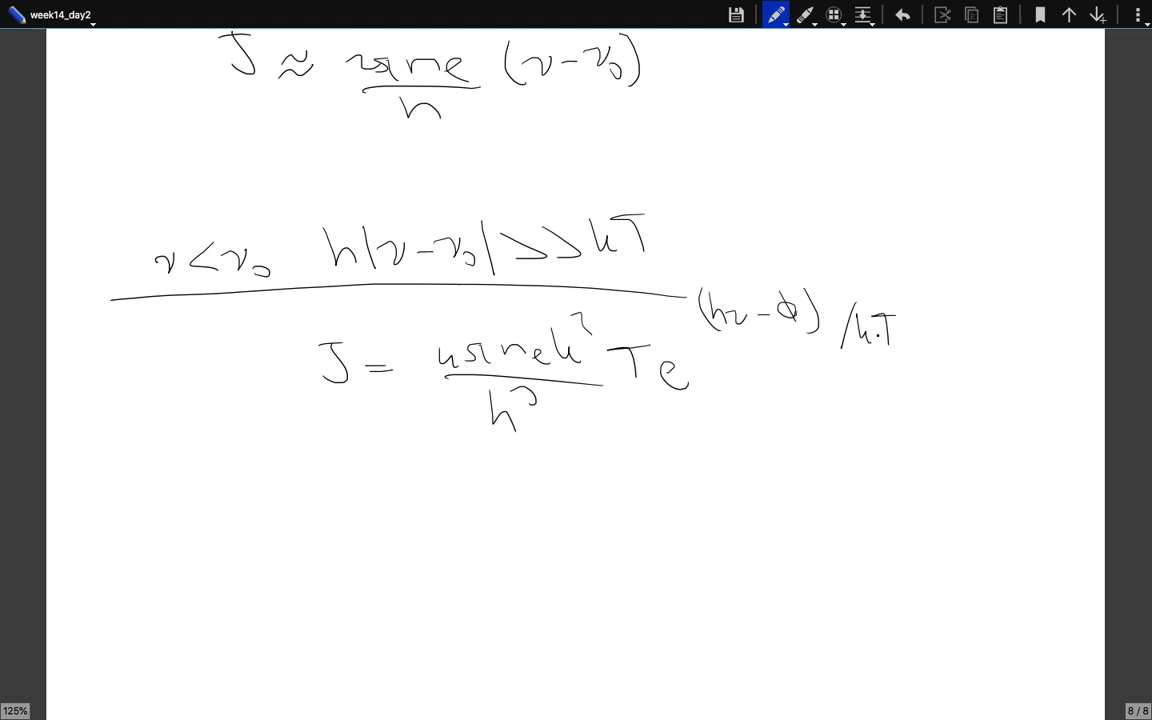 week14_day2
J ≈ 2πme/h (ν-ν₀)
ν<ν₀ h|ν-ν₀|>>kT
J = 4πmek²/h³ T e^(hν-φ)/kT
125%
8 / 8